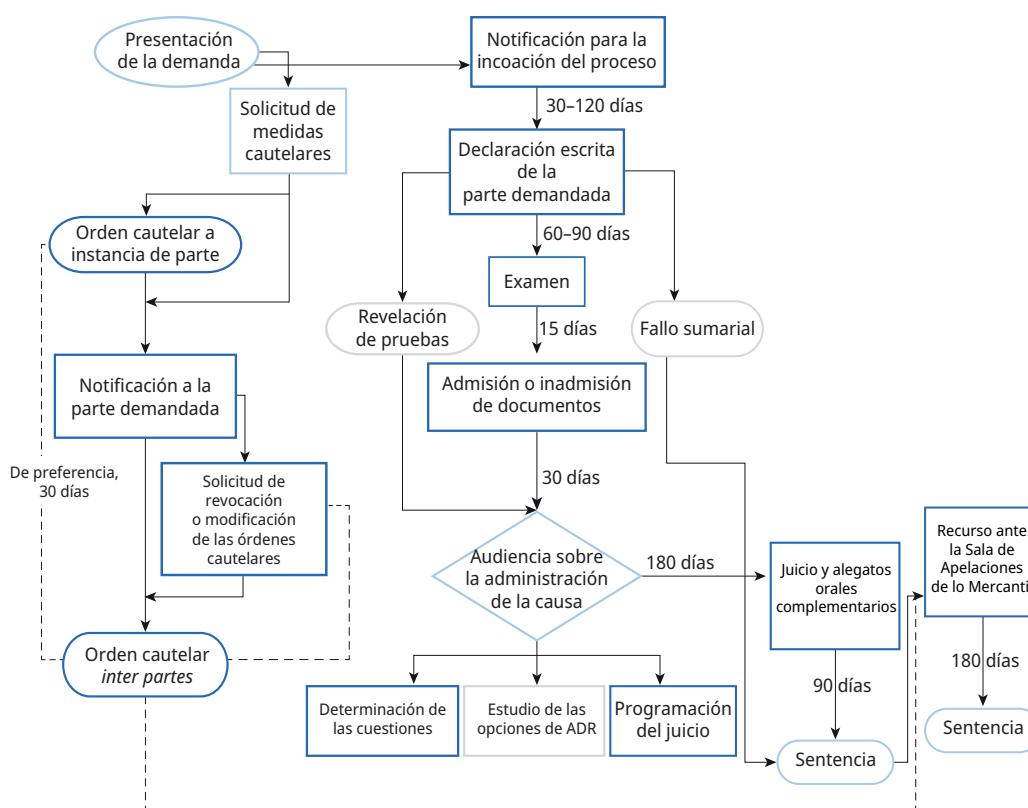 Presentación
de la demanda
Notificación para la
incoación del proceso
Solicitud de
medidas
cautelares
30–120 días
Declaración escrita
de la
parte demandada
Orden cautelar a
instancia de parte
60–90 días
Examen
Revelación
de pruebas
15 días
Fallo sumarial
Notificación a la
parte demandada
Admisión o inadmisión
de documentos
De preferencia,
30 días
Solicitud de
revocación
o modificación
de las órdenes
cautelares
30 días
Audiencia sobre
la administración
de la causa
180 días
Juicio y alegatos
orales
complementarios
Recurso ante
la Sala de
Apelaciones
de lo Mercanti
Orden cautelar
inter partes
90 días
180 días
Determinación de
las cuestiones
Estudio de las
opciones de ADR
Programación
del juicio
Sentencia
Sentencia